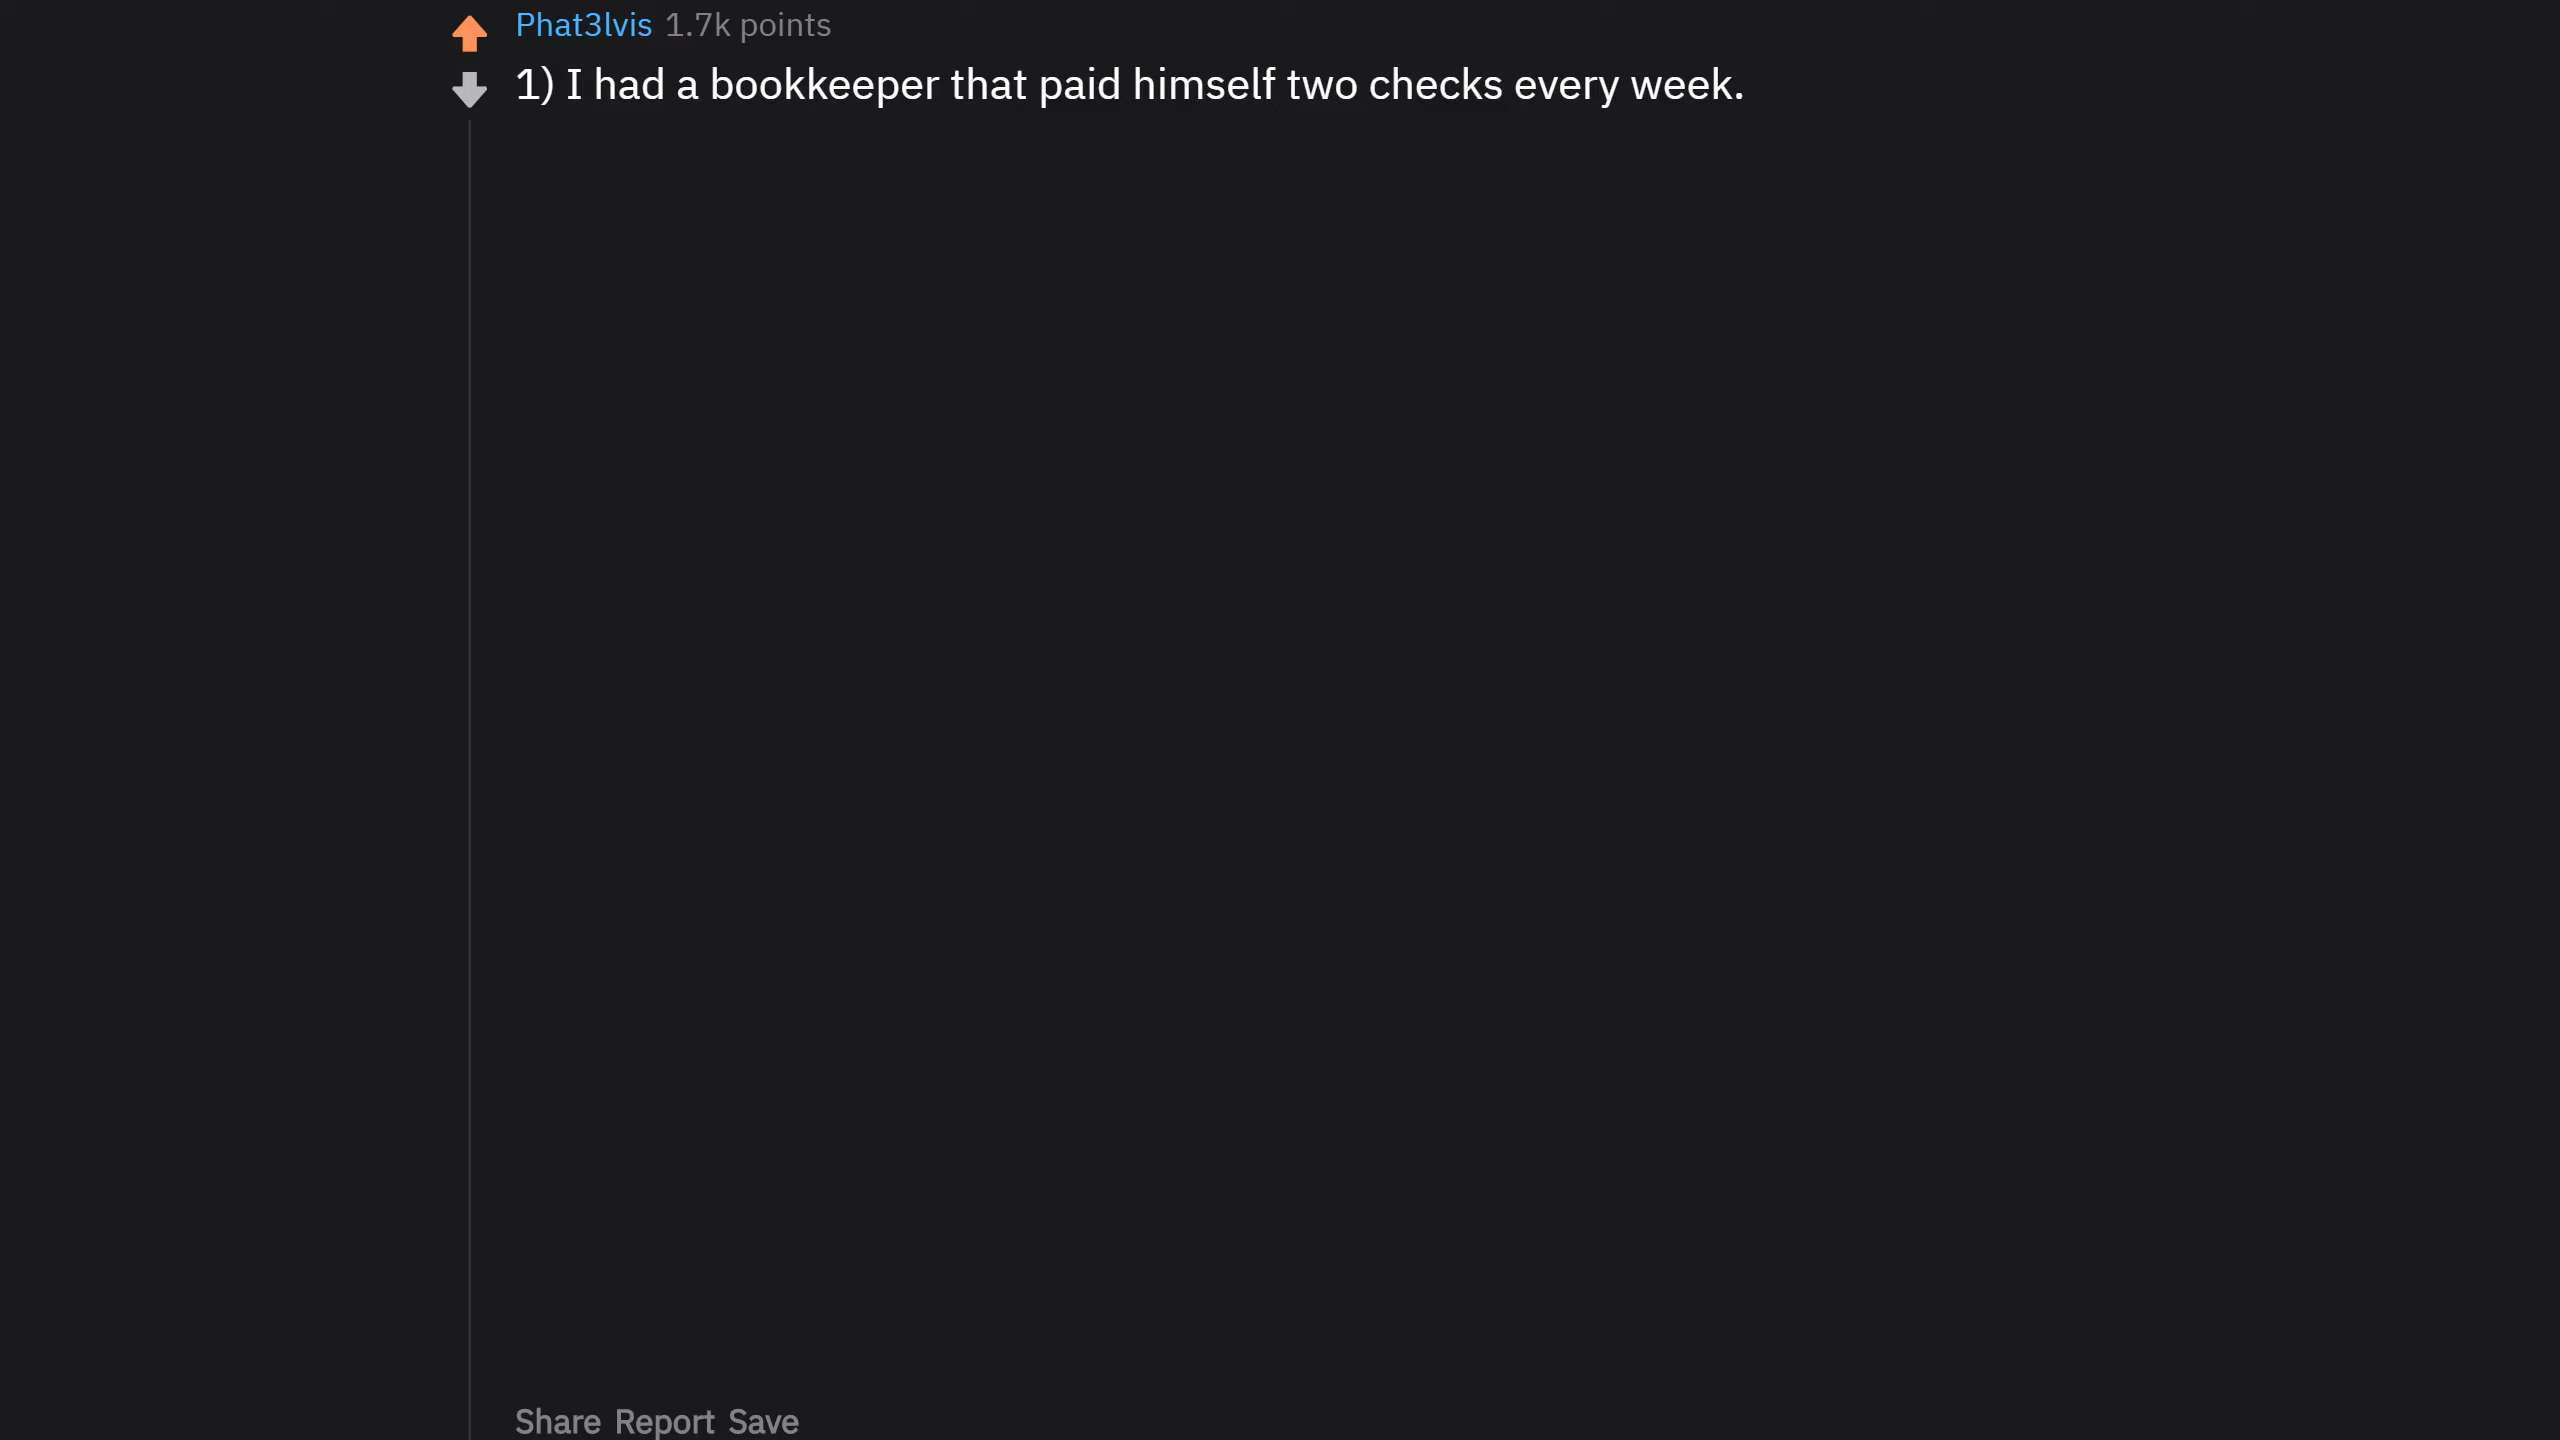 Phat3lvis 1.7k points
1) I had a bookkeeper that paid himself two checks every week.
Share Report Save